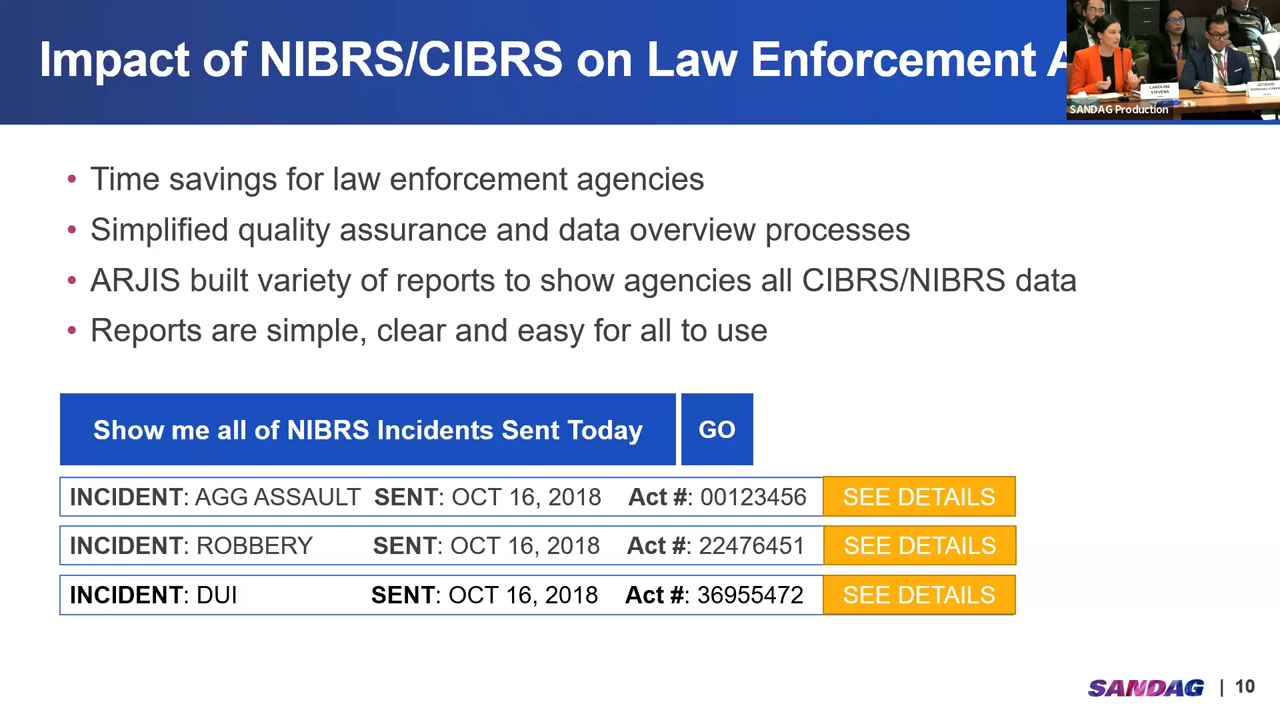 Impact of NIBRS/CIBRS on Law Enforcement A
CAROLINE
STEVENS
SANDAG Production
• Time savings for law enforcement agencies
• Simplified quality assurance and data overview processes
• ARJIS built variety of reports to show agencies all CIBRS/NIBRS data
• Reports are simple, clear and easy for all to use
Show me all of NIBRS Incidents Sent Today GO
INCIDENT: AGG ASSAULT SENT: OCT 16, 2018 Act #: 00123456 SEE DETAILS
INCIDENT: ROBBERY SENT: OCT 16, 2018 Act #: 22476451 SEE DETAILS
INCIDENT: DUI SENT: OCT 16, 2018 Act #: 36955472 SEE DETAILS
SANDAG | 10